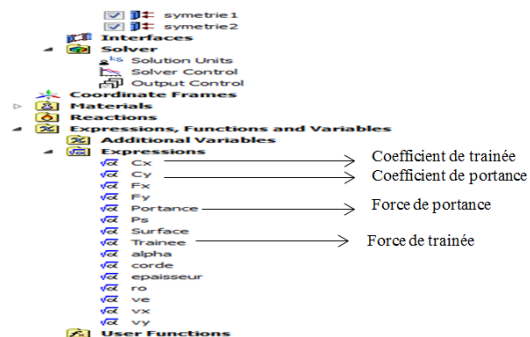 symetrie1
symetrie2
Interfaces
Solver
Solution Units
Solver Control
Output Control
Coordinate Frames
Materials
Reactions
Expressions, Functions and Variables
Additional Variables
Expressions
Cx Coefficient de trainée
Cy Coefficient de portance
Fx
Fy
Portance Force de portance
Ps
Surface
Trainee Force de trainée
alpha
corde
epaisseur
ro
ve
vx
vy
User Functions